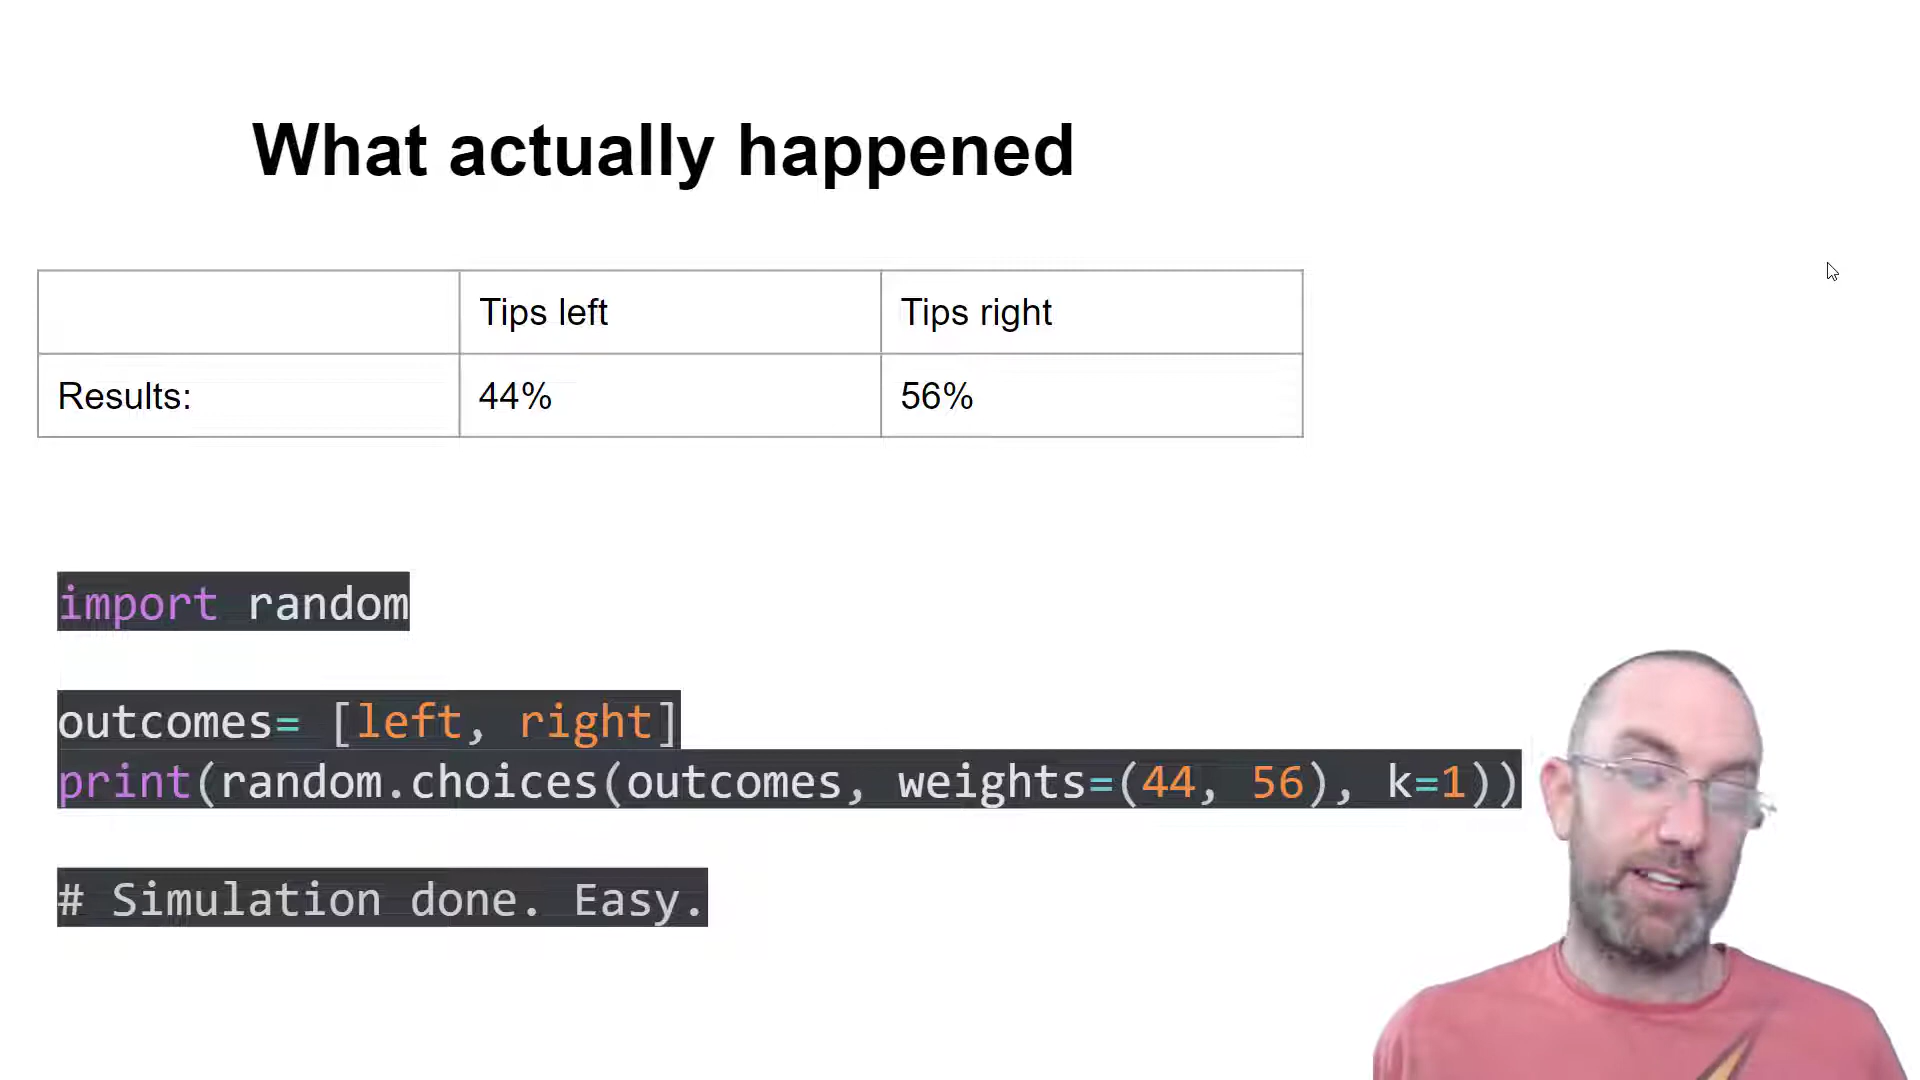 What actually happened
Tips left
Tips right
Results:
44%
56%
import random
outcomes= [left, right]
print(random.choices(outcomes, weights=(44, 56), k=1))
# Simulation done. Easy.